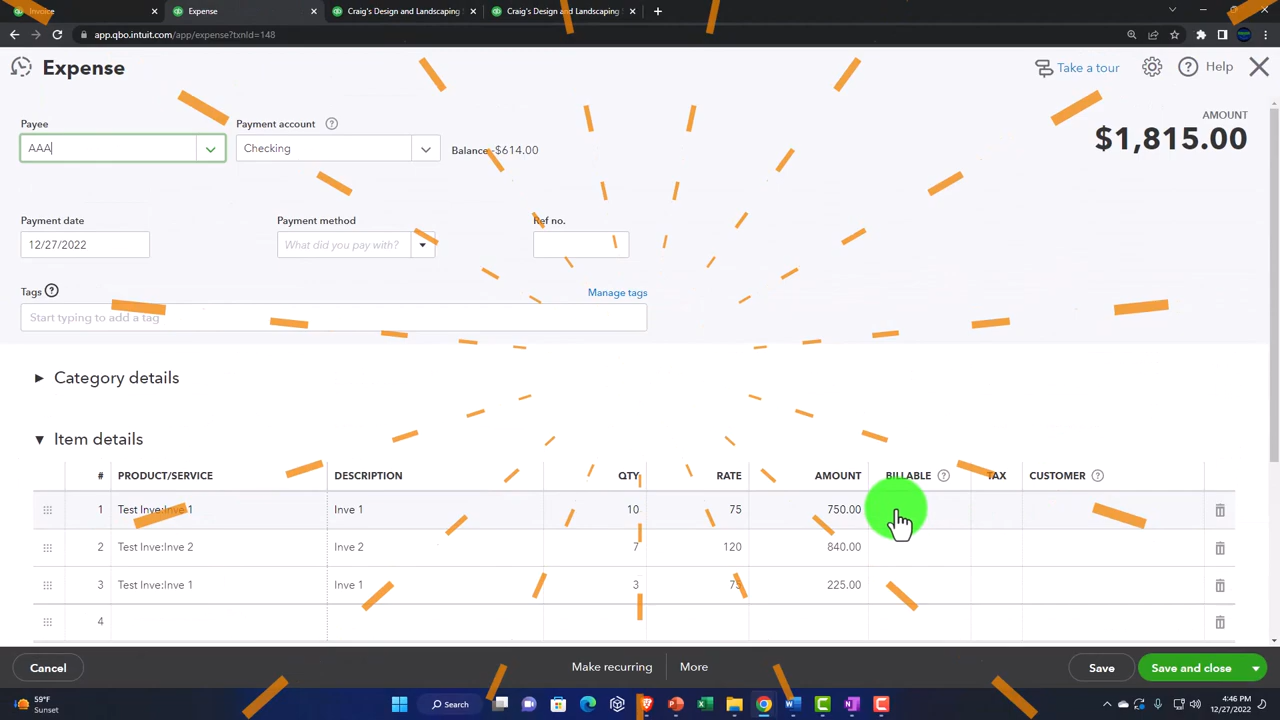 Invoice × Expense × Craig's Design and Landscaping × Craig's Design and Landscaping × +
app.qbo.intuit.com/app/expense?txnId=148
Expense
Take a tour
Help
Payee
Payment account
AMOUNT
AAA
Checking
Balance -$614.00
$1,815.00
Payment date
Payment method
Ref no.
12/27/2022
What did you pay with?
Tags
Manage tags
Start typing to add a tag
Category details
Item details
# PRODUCT/SERVICE DESCRIPTION QTY RATE AMOUNT BILLABLE TAX CUSTOMER
1 Test Inve:Inve 1 Inve 1 10 75 750.00
2 Test Inve:Inve 2 Inve 2 7 120 840.00
3 Test Inve:Inve 1 Inve 1 3 75 225.00
4
Cancel
Make recurring
More
Save
Save and close
59°F
Sunset
Search
4:46 PM
12/27/2022